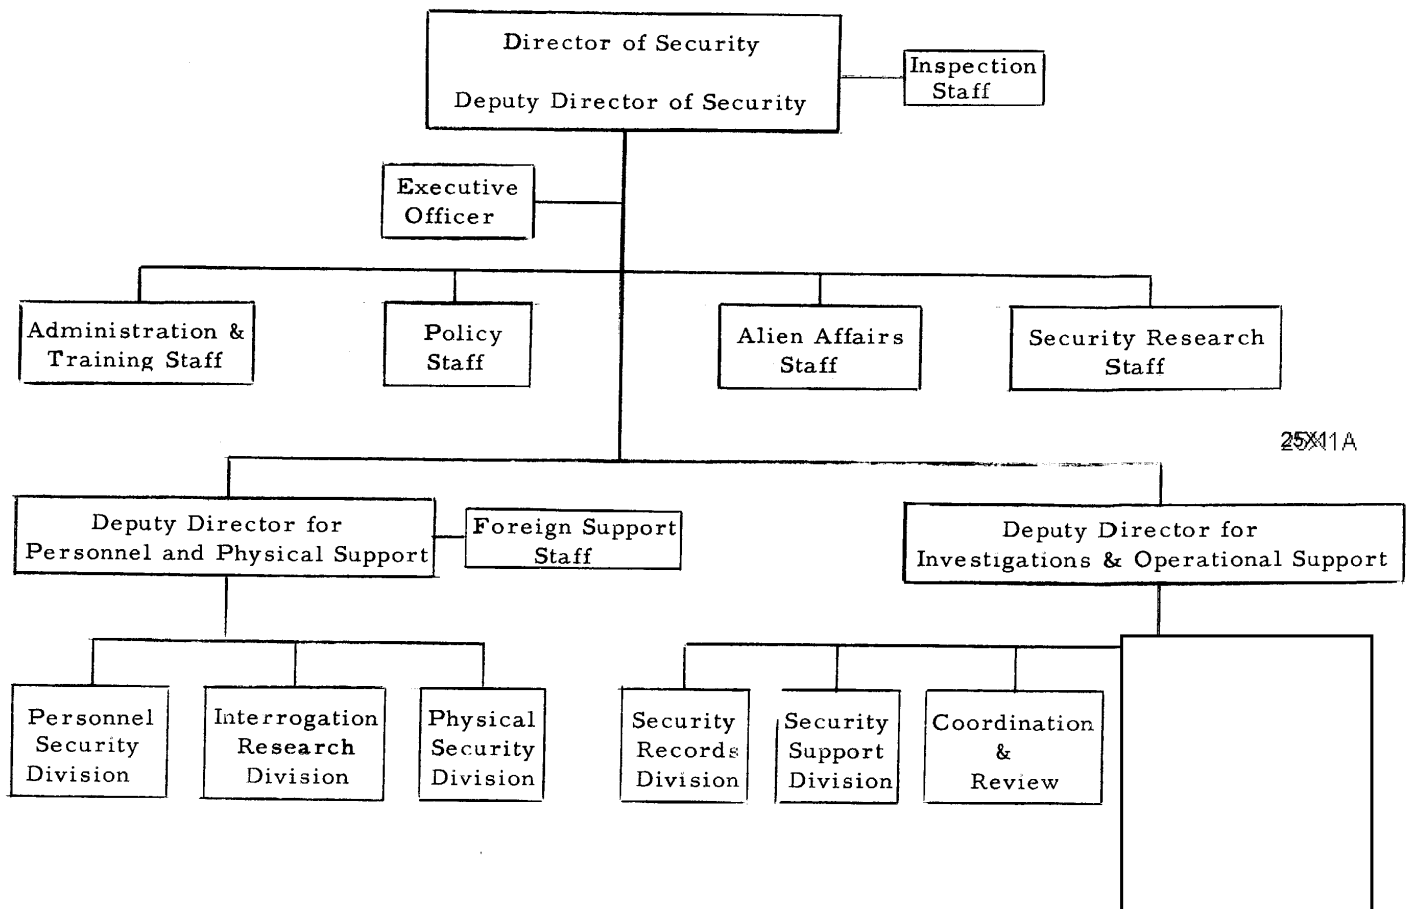 Director of Security
Deputy Director of Security
Inspection
Staff
Executive
Officer
Administration &
Training Staff
Policy
Staff
Alien Affairs
Staff
Security Research
Staff
Deputy Director for
Personnel and Physical Support
Foreign Support
Staff
Deputy Director for
Investigations & Operational Support
Personnel
Security
Division
Interrogation
Research
Division
Physical
Security
Division
Security
Records
Division
Security
Support
Division
Coordination
&
Review